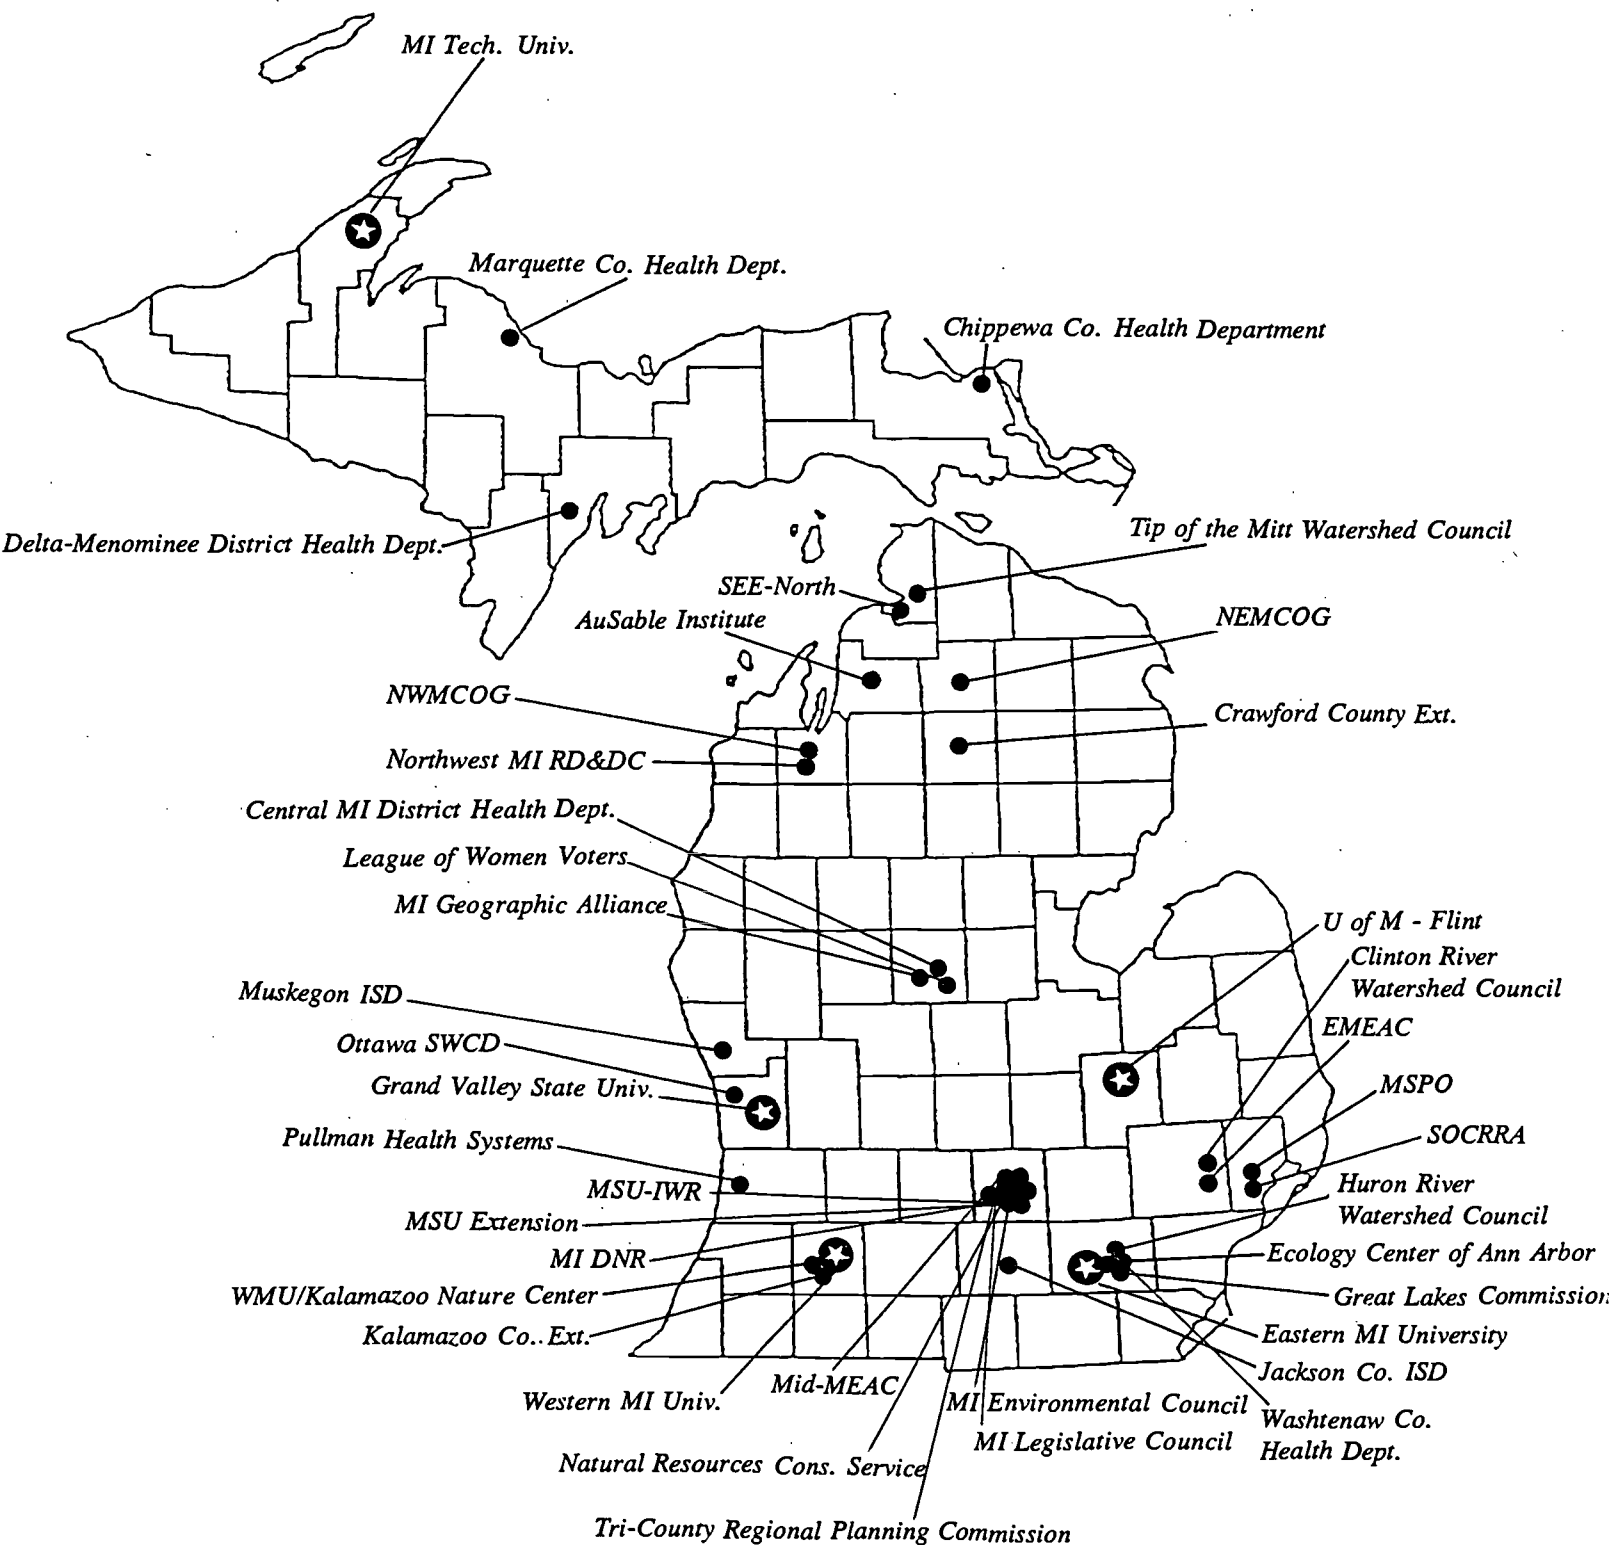 MI Tech. Univ.
Marquette Co. Health Dept.
Chippewa Co. Health Department
Delta-Menominee District Health Dept.
Tip of the Mitt Watershed Council
SEE-North
AuSable Institute
NEMCOG
NWMCOG
Crawford County Ext.
Northwest MI RD&DC
Central MI District Health Dept.
League of Women Voters
MI Geographic Alliance
U of M - Flint
Clinton River
Watershed Council
Muskegon ISD
EMEAC
Ottawa SWCD
Grand Valley State Univ.
MSPO
Pullman Health Systems
SOCRRA
MSU-IWR
Huron River
Watershed Council
MSU Extension
MI DNR
Ecology Center of Ann Arbor
WMU/Kalamazoo Nature Center
Great Lakes Commission
Kalamazoo Co.. Ext.
Eastern MI University
Jackson Co. ISD
Mid-MEAC
Western MI Univ.
MI Environmental Council
Washtenaw Co.
Health Dept.
MI Legislative Council
Natural Resources Cons. Service
Tri-County Regional Planning Commission